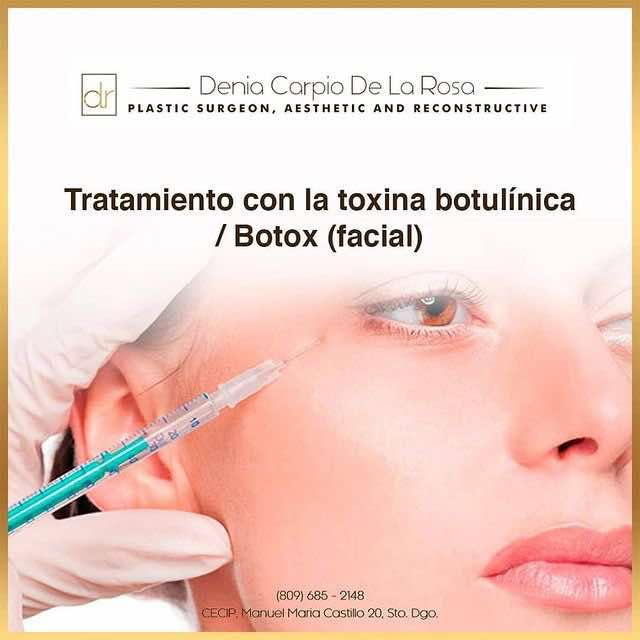 dr
Denia Carpio De La Rosa
PLASTIC SURGEON, AESTHETIC AND RECONSTRUCTIVE
Tratamiento con la toxina botulínica
/ Botox (facial)
(809) 685 - 2148
CECIP, Manuel Maria Castillo 20, Sto. Dgo.